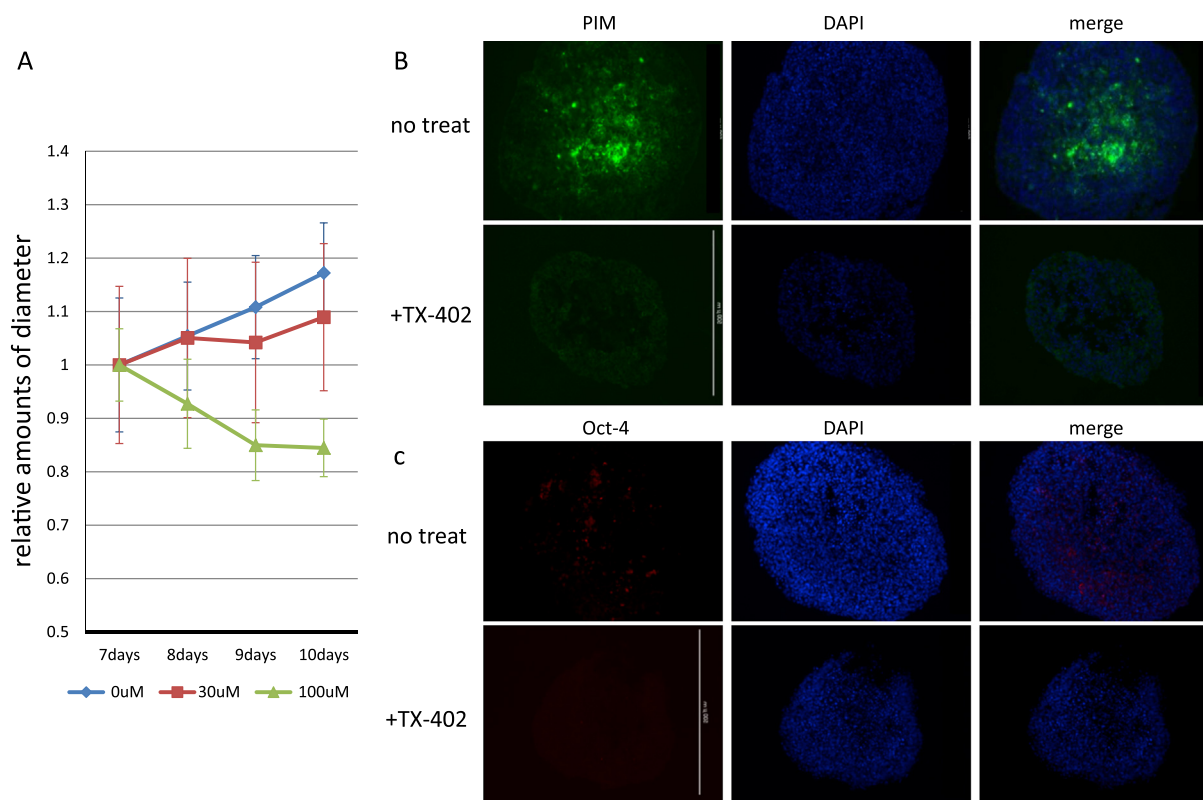 A
relative amounts of diameter
1.4
1.3
1.2
1.1
1
0.9
0.8
0.7
0.6
0.5
7days 8days 9days 10days
0uM 30uM 100uM
B
PIM DAPI merge
no treat
+TX-402
c
Oct-4 DAPI merge
no treat
+TX-402